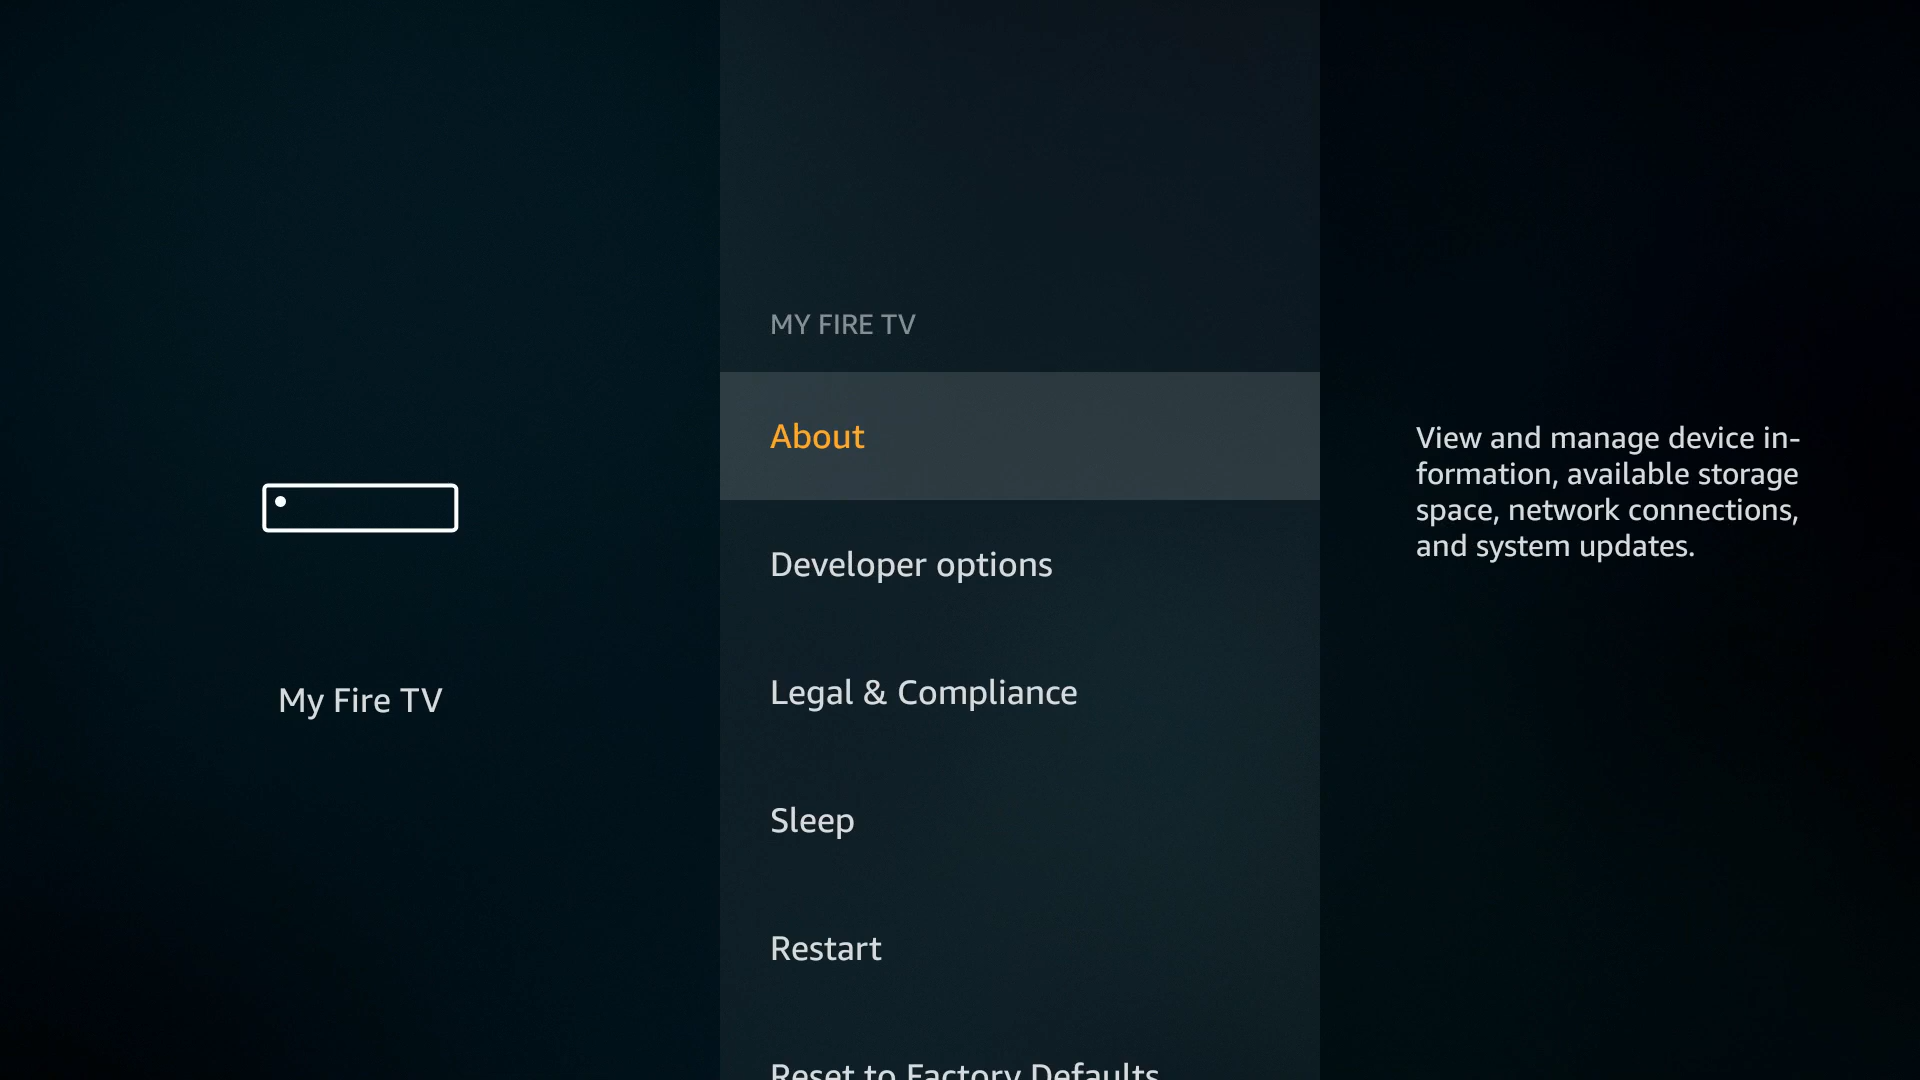 MY FIRE TV
About
Developer options
Legal & Compliance
Sleep
Restart
Reset to Factory Defaults
My Fire TV
View and manage device in-
formation, available storage
space, network connections,
and system updates.